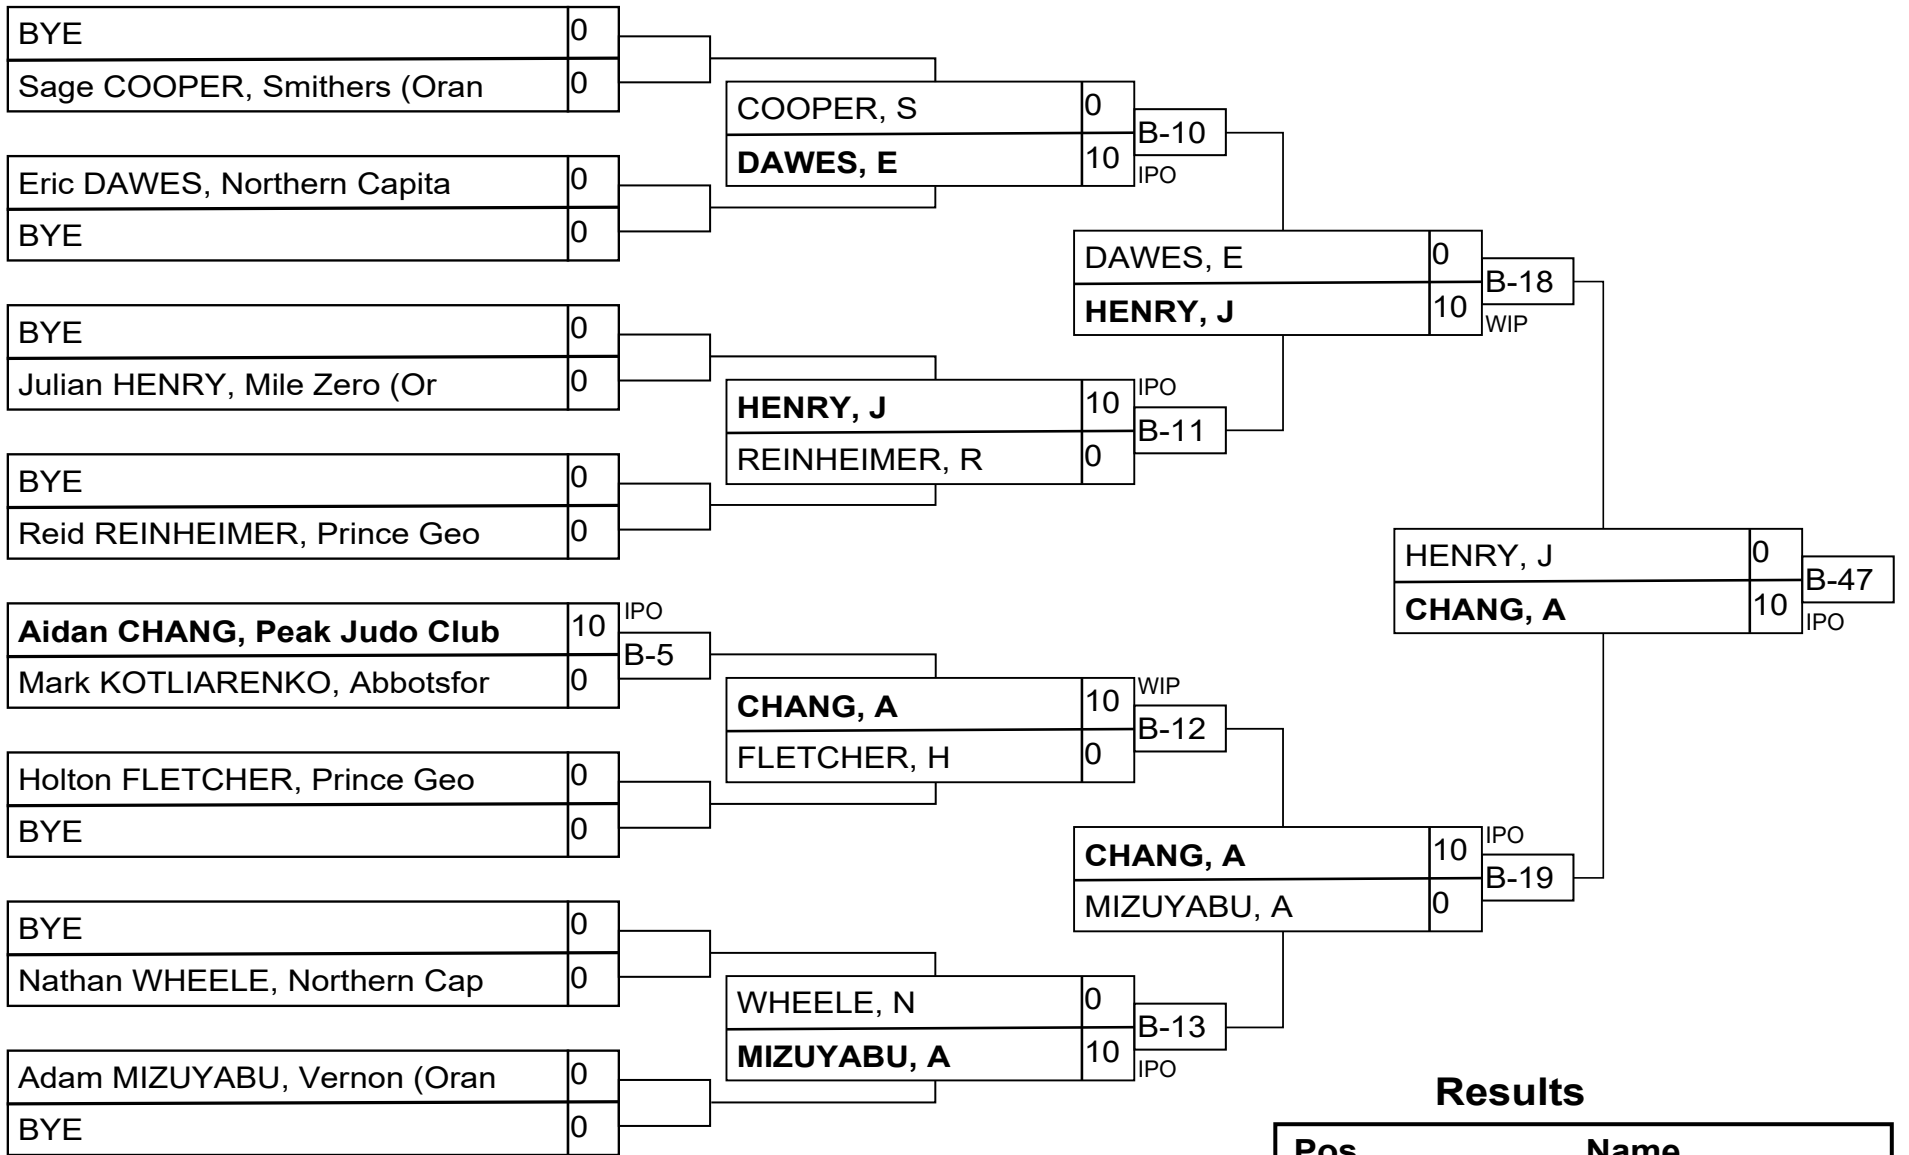 BYE 0
Sage COOPER, Smithers (Oran 0
Eric DAWES, Northern Capita 0
BYE 0
BYE 0
Julian HENRY, Mile Zero (Or 0
BYE 0
Reid REINHEIMER, Prince Geo 0
Aidan CHANG, Peak Judo Club 10 IPO
B-5
Mark KOTLIARENKO, Abbotsfor 0
Holton FLETCHER, Prince Geo 0
BYE 0
BYE 0
Nathan WHEELE, Northern Cap 0
Adam MIZUYABU, Vernon (Oran 0
BYE 0
COOPER, S 0
B-10
DAWES, E 10 IPO
HENRY, J 10 IPO
B-11
REINHEIMER, R 0
CHANG, A 10 WIP
B-12
FLETCHER, H 0
WHEELE, N 0
B-13
MIZUYABU, A 10 IPO
DAWES, E 0
B-18
HENRY, J 10 WIP
CHANG, A 10 IPO
B-19
MIZUYABU, A 0
HENRY, J 0
B-47
CHANG, A 10 IPO
Results
Pos Name